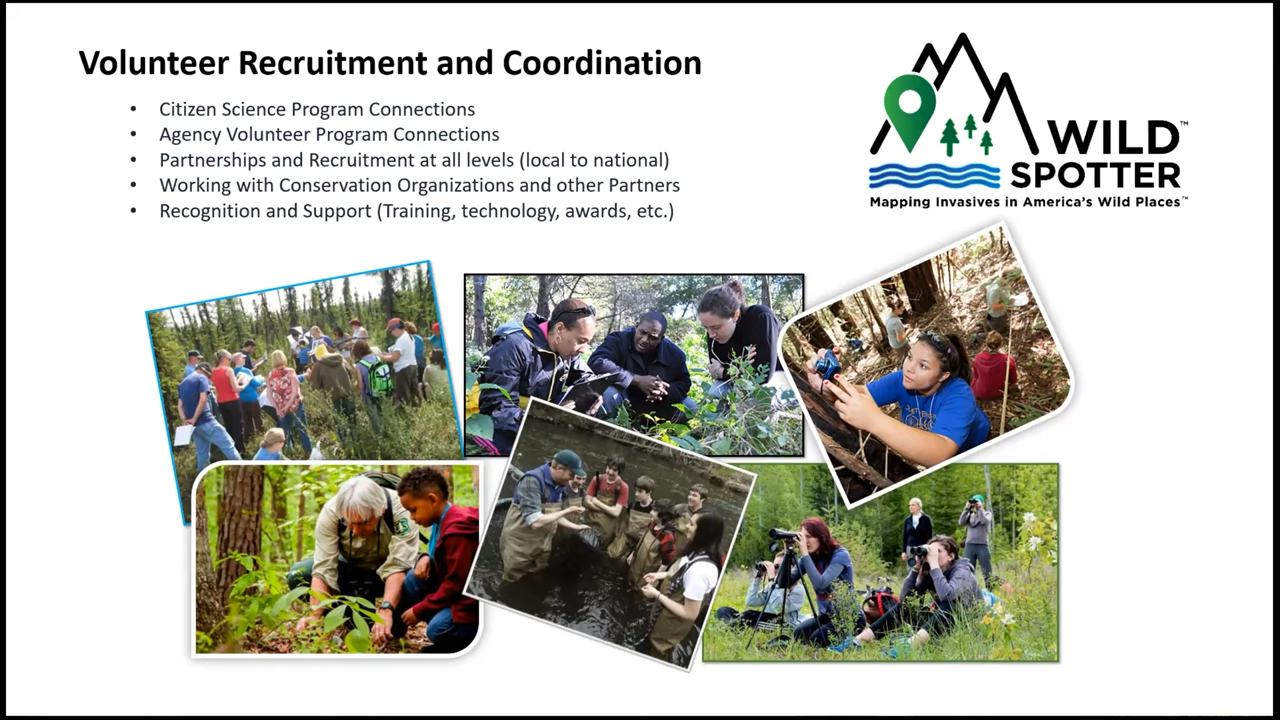 Volunteer Recruitment and Coordination
• Citizen Science Program Connections
• Agency Volunteer Program Connections
• Partnerships and Recruitment at all levels (local to national)
• Working with Conservation Organizations and other Partners
• Recognition and Support (Training, technology, awards, etc.)
WILD™
SPOTTER
Mapping Invasives in America's Wild Places™